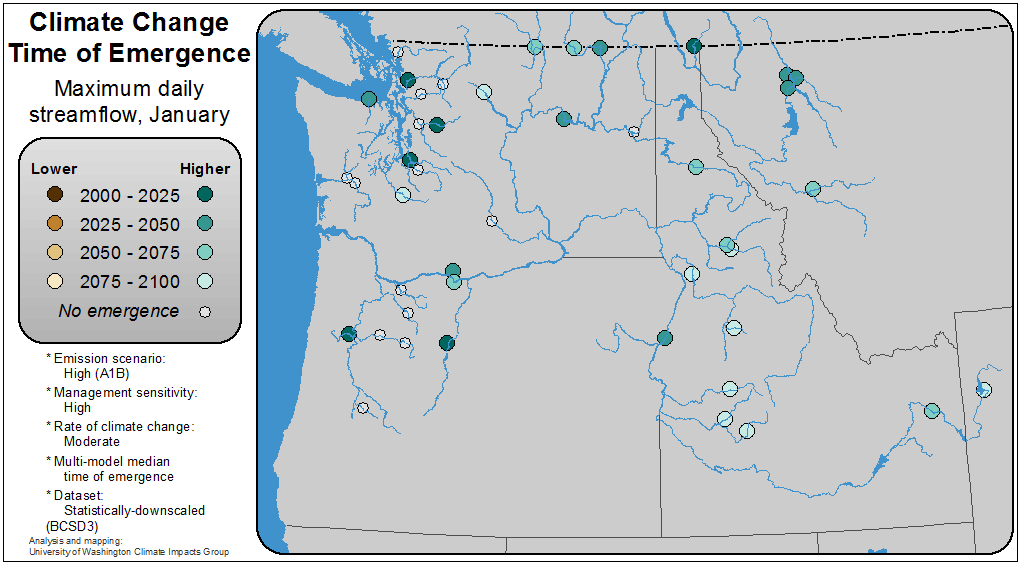 Climate Change
Time of Emergence
Maximum daily
streamflow, January
Lower Higher
2000 - 2025
2025 - 2050
2050 - 2075
2075 - 2100
No emergence
* Emission scenario:
High (A1B)
* Management sensitivity:
High
* Rate of climate change:
Moderate
* Multi-model median
time of emergence
* Dataset:
Statistically-downscaled
(BCSD3)
Analysis and mapping:
University of Washington Climate Impacts Group